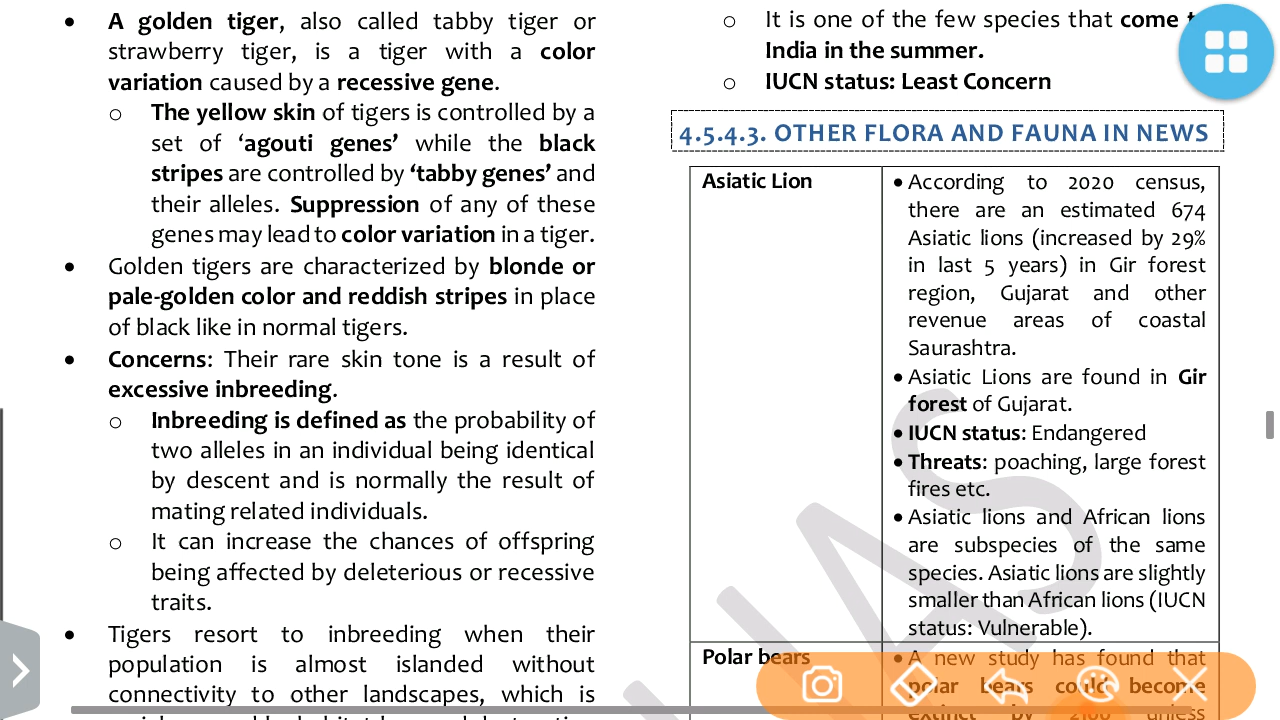 • A golden tiger, also called tabby tiger or
strawberry tiger, is a tiger with a color
variation caused by a recessive gene.
o The yellow skin of tigers is controlled by a
set of ‘agouti genes’ while the black
stripes are controlled by ‘tabby genes’ and
their alleles. Suppression of any of these
genes may lead to color variation in a tiger.
• Golden tigers are characterized by blonde or
pale-golden color and reddish stripes in place
of black like in normal tigers.
• Concerns: Their rare skin tone is a result of
excessive inbreeding.
o Inbreeding is defined as the probability of
two alleles in an individual being identical
by descent and is normally the result of
mating related individuals.
o It can increase the chances of offspring
being affected by deleterious or recessive
traits.
• Tigers resort to inbreeding when their
population is almost islanded without
connectivity to other landscapes, which is
o It is one of the few species that come
India in the summer.
o IUCN status: Least Concern
4.5.4.3. OTHER FLORA AND FAUNA IN NEWS
Asiatic Lion
• According to 2020 census,
there are an estimated 674
Asiatic lions (increased by 29%
in last 5 years) in Gir forest
region, Gujarat and other
revenue areas of coastal
Saurashtra.
• Asiatic Lions are found in Gir
forest of Gujarat.
• IUCN status: Endangered
• Threats: poaching, large forest
fires etc.
• Asiatic lions and African lions
are subspecies of the same
species. Asiatic lions are slightly
smaller than African lions (IUCN
status: Vulnerable).
Polar bears
• A new study has found that
polar bears could become
extinct by 2100 unless
IAS